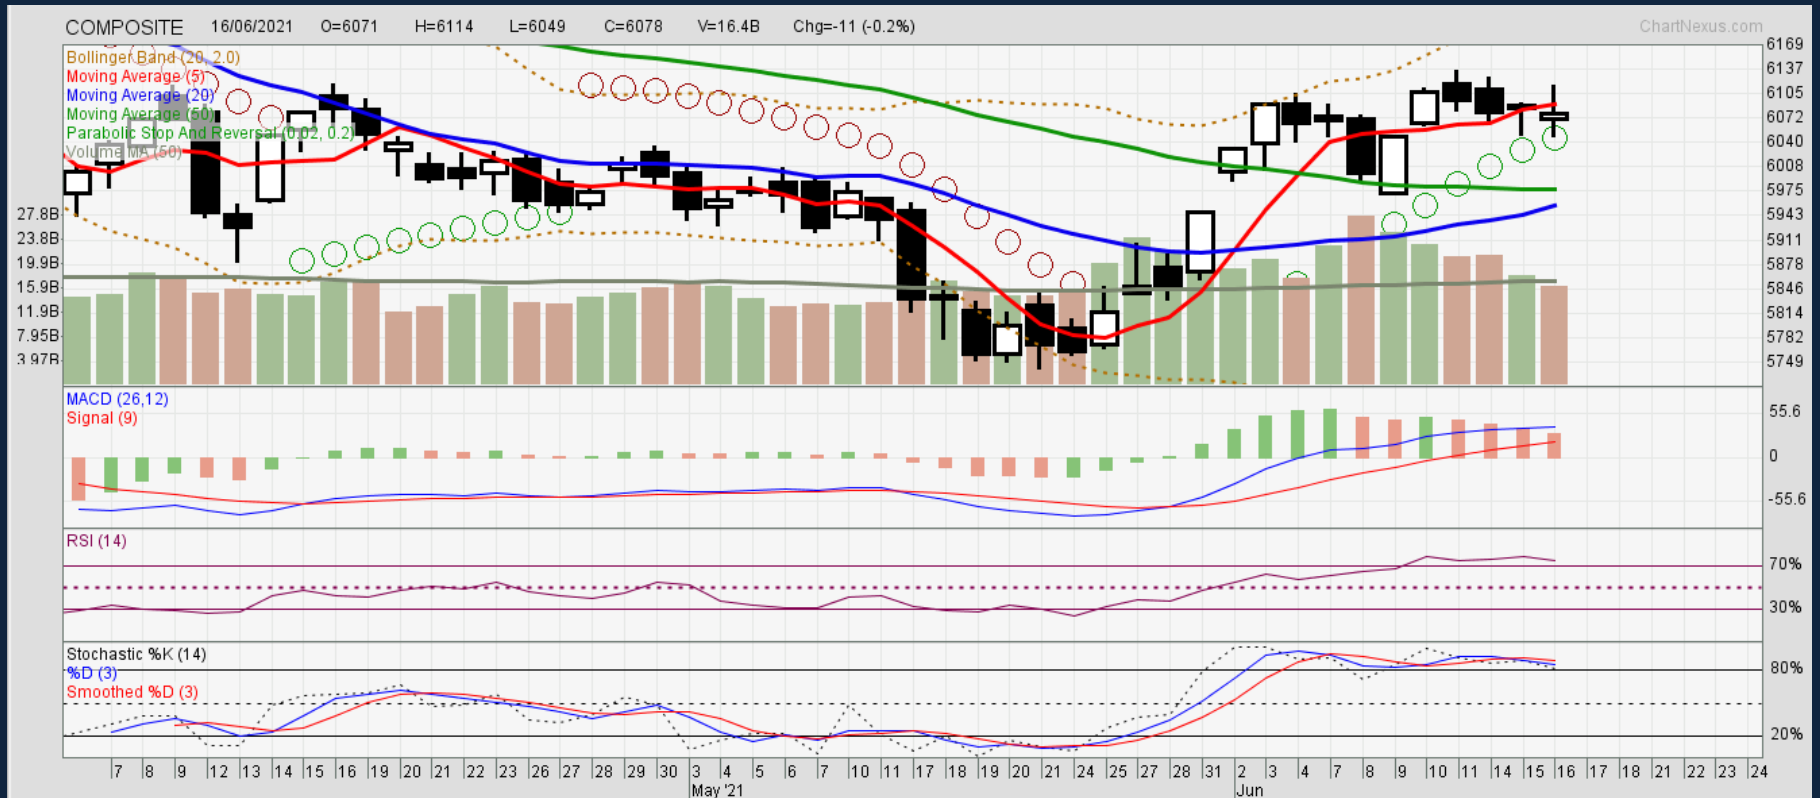 COMPOSITE 16/06/2021 O=6071 H=6114 L=6049 C=6078 V=16.4B Chg=-11 (-0.2%) ChartNexus.com
Bollinger Band (20, 2.0)
Moving Average (5)
Moving Average (20)
Moving Average (50)
Parabolic Stop And Reversal (0.02, 0.2)
Volume MA (50)
27.8B
23.8B
19.9B
15.9B
11.9B
7.95B
3.97B
6169
6137
6105
6072
6040
6008
5975
5943
5911
5878
5846
5814
5782
5749
MACD (26,12)
Signal (9)
55.6
0
-55.6
RSI (14)
70%
30%
Stochastic %K (14)
%D (3)
Smoothed %D (3)
80%
20%
7 8 9 12 13 14 15 16 19 20 21 22 23 26 27 28 29 30 3 4 5 6 7 10 11 17 18 19 20 21 24 25 27 28 31 2 3 4 7 8 9 10 11 14 15 16 17 18 21 22 23 24
May '21 Jun